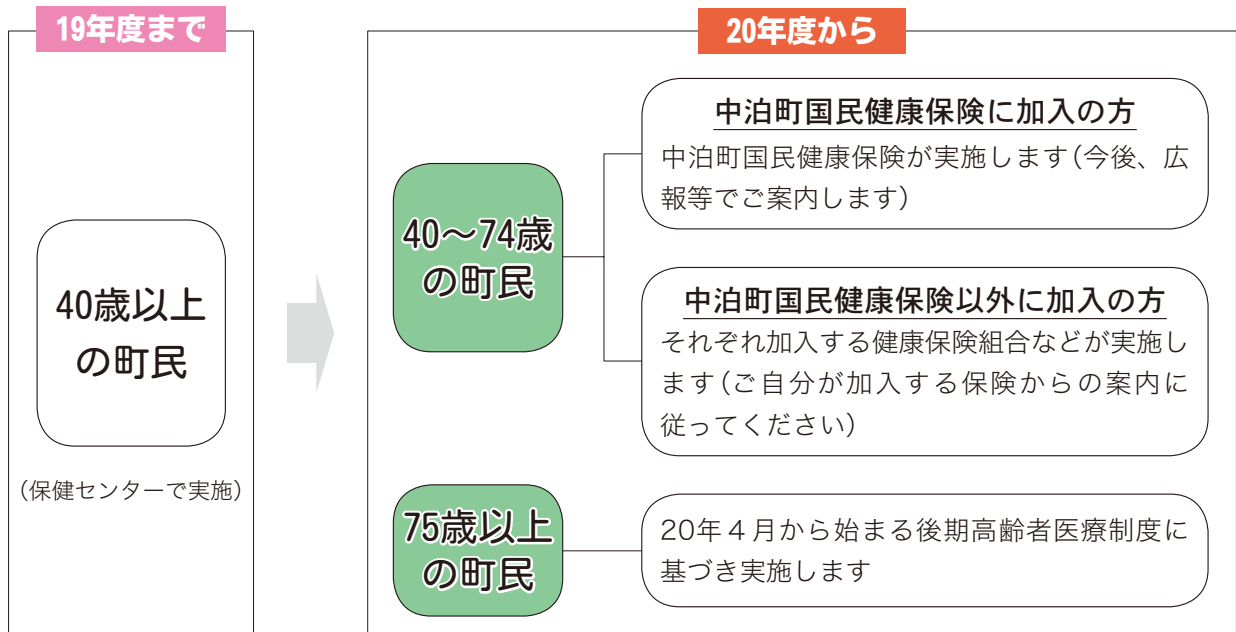 19年度まで
40歳以上
の町民
（保健センターで実施）
20年度から
40～74歳
の町民
中泊町国民健康保険に加入の方
中泊町国民健康保険が実施します（今後、広
報等でご案内します）
中泊町国民健康保険以外に加入の方
それぞれ加入する健康保険組合などが実施し
ます（ご自分が加入する保険からの案内に
従ってください）
75歳以上
の町民
20年４月から始まる後期高齢者医療制度に
基づき実施します